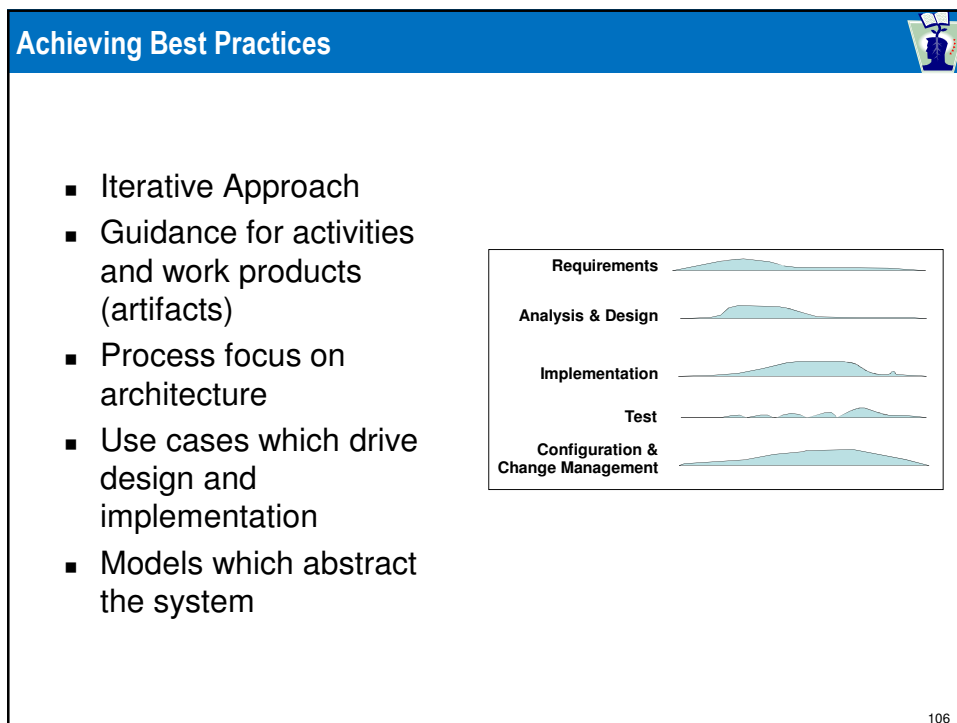 Achieving Best Practices
▪ Iterative Approach
▪ Guidance for activities
and work products
(artifacts)
▪ Process focus on
architecture
▪ Use cases which drive
design and
implementation
▪ Models which abstract
the system
Requirements
Analysis & Design
Implementation
Test
Configuration &
Change Management
106